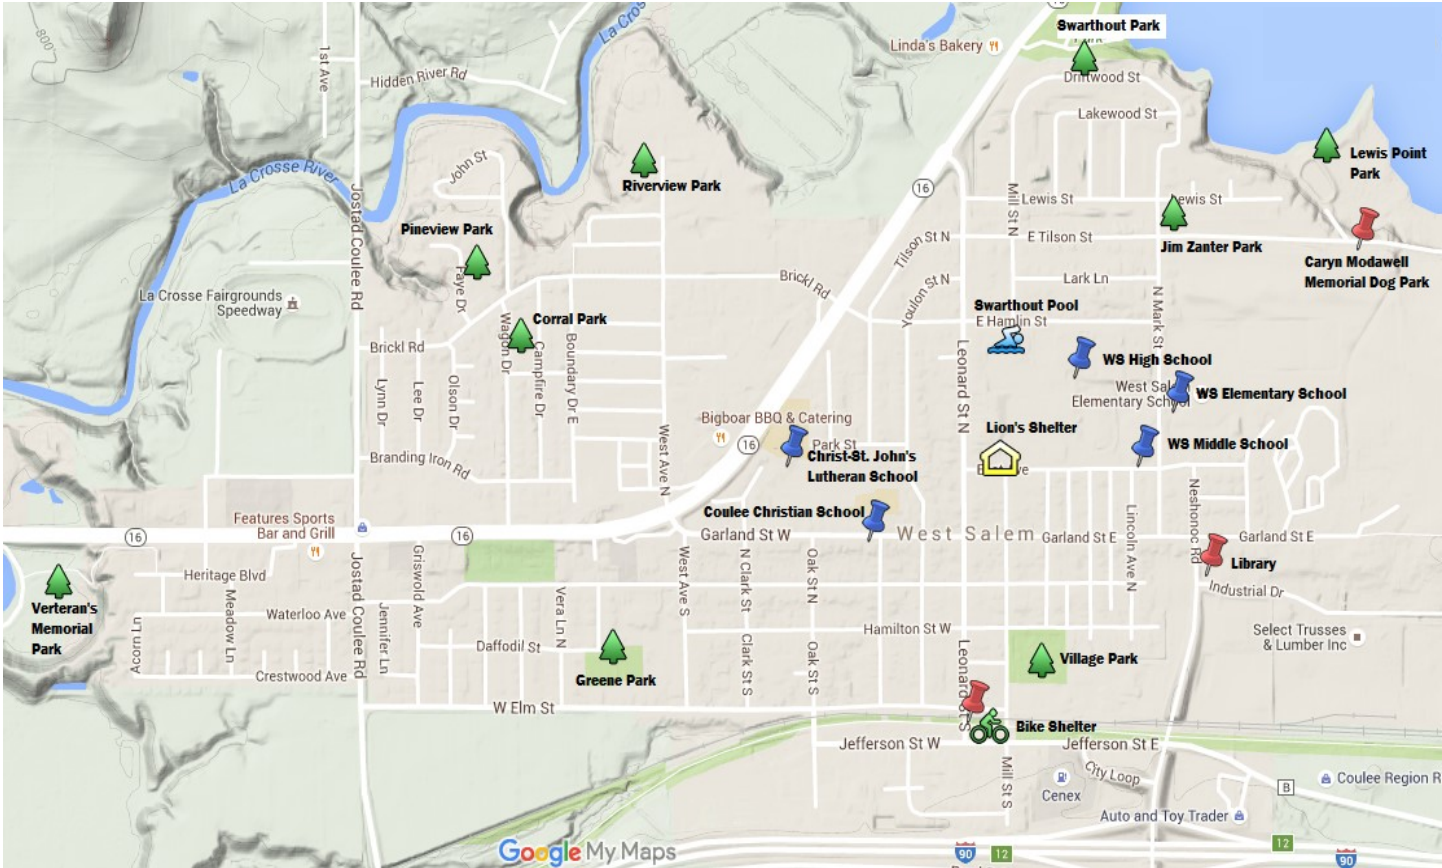 Swarthout Park
Linda's Bakery
La Cros
800
1st Ave
Hidden River Rd
Driftwood St
Lakewood St
Lewis Point
Park
John St
Riverview Park
La Crosse River
Jostad Coulee Rd
16
Mill St N
Lewis St
Lewis St
Pineview Park
Tilson St N
E Tilson St
Jim Zanter Park
Caryn Modawell
Memorial Dog Park
Faye Dr
Brickl Rd
Youlon St N
Lark Ln
N Mark St
La Crosse Fairgrounds
Speedway
Swarthout Pool
E Hamlin St
Corral Park
Wagon Dr
Campfire Dr
Boundary Dr E
Brickl Rd
Leonard St N
WS High School
Lynn Dr
Lee Dr
Olson Dr
West Sal
Elementary School
WS Elementary School
Bigboar BBQ & Catering
16
Park St
Lion's Shelter
WS Middle School
Christ-St. John's
Lutheran School
Branding Iron Rd
West Ave N
Neshonoc Rd
Lincoln Ave N
Coulee Christian School
Features Sports
Bar and Grill
16
16
Garland St W
West Salem
Garland St E
Garland St E
Library
Heritage Blvd
Griswold Ave
West Ave S
N Clark St
Oak St N
Industrial Dr
Verteran's
Memorial
Park
Meadow Ln
Waterloo Ave
Jostad Coulee Rd
Jennifer Ln
Vera Ln N
Acorn Ln
Hamilton St W
Select Trusses
& Lumber Inc
Daffodil St
Clark St S
Oak St S
Leonard St S
Village Park
Crestwood Ave
Greene Park
W Elm St
Bike Shelter
Jefferson St W
Jefferson St E
City Loop
Mill St S
Cenex
B
Coulee Region R
Auto and Toy Trader
Google My Maps
90
12
12
90